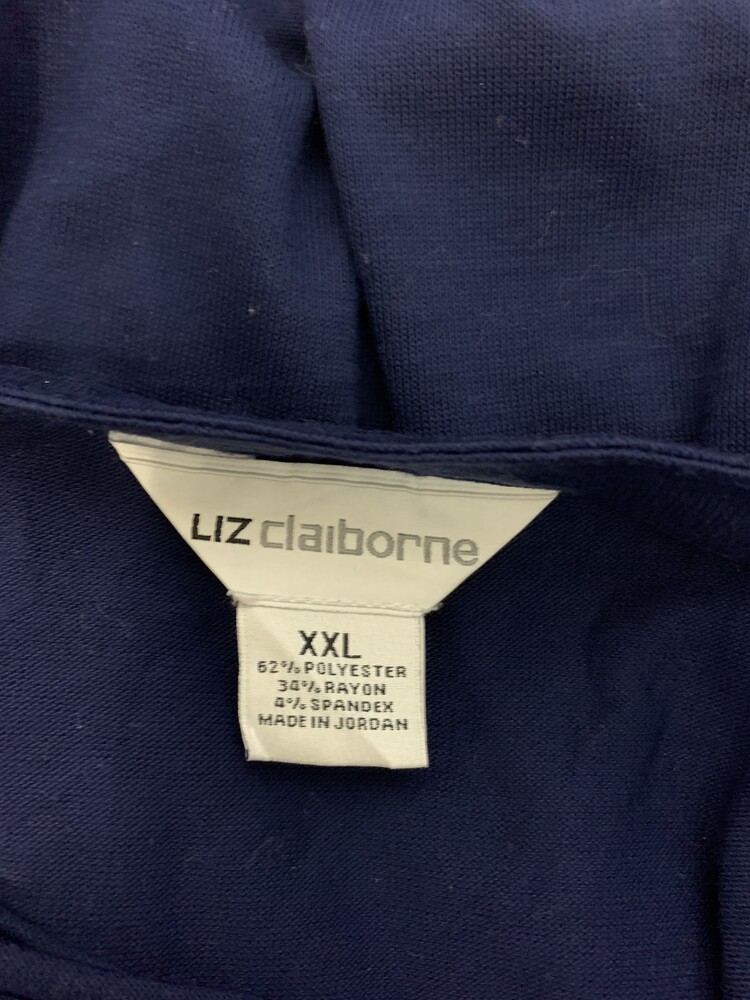 LIZ claiborne
XXL
62% POLYESTER
34% RAYON
4% SPANDEX
MADE IN JORDAN